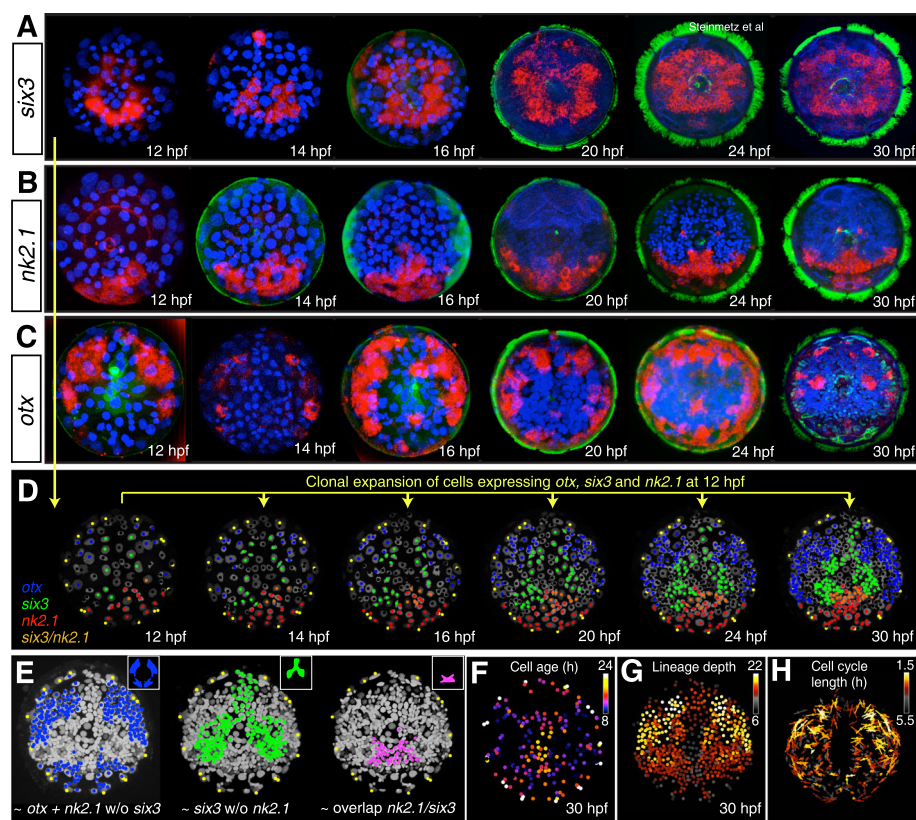 A
six3
Steinmetz et al
12 hpf
14 hpf
16 hpf
20 hpf
24 hpf
30 hpf
B
nk2.1
12 hpf
14 hpf
16 hpf
20 hpf
24 hpf
30 hpf
C
otx
12 hpf
14 hpf
16 hpf
20 hpf
24 hpf
30 hpf
D
Clonal expansion of cells expressing otx, six3 and nk2.1 at 12 hpf
otx
six3
nk2.1
six3/nk2.1
12 hpf
14 hpf
16 hpf
20 hpf
24 hpf
30 hpf
E
~ otx + nk2.1 w/o six3
~ six3 w/o nk2.1
~ overlap nk2.1/six3
F
Cell age (h)
24
8
30 hpf
G
Lineage depth
22
6
30 hpf
H
Cell cycle
length (h)
1.5
5.5